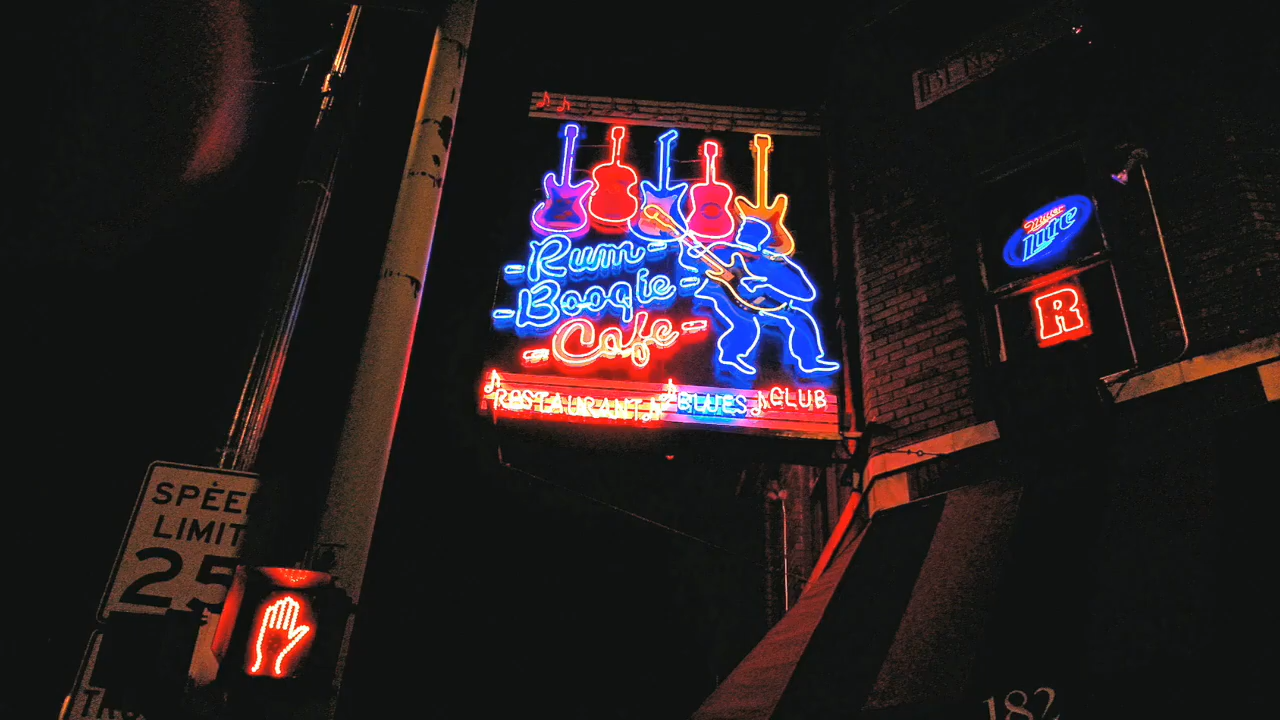 Rum
Boogie
Cafe
RESTAURANT BLUES CLUB
Miller
Lite
R
SPEED
LIMIT
25
182